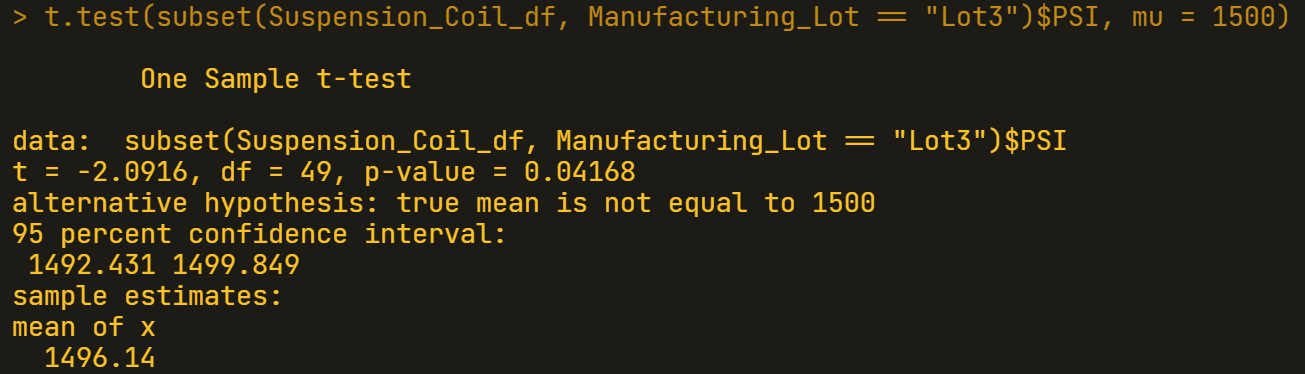 > t.test(subset(Suspension_Coil_df, Manufacturing_Lot == "Lot3")$PSI, mu = 1500)
One Sample t-test
data:  subset(Suspension_Coil_df, Manufacturing_Lot == "Lot3")$PSI
t = -2.0916, df = 49, p-value = 0.04168
alternative hypothesis: true mean is not equal to 1500
95 percent confidence interval:
1492.431 1499.849
sample estimates:
mean of x
1496.14